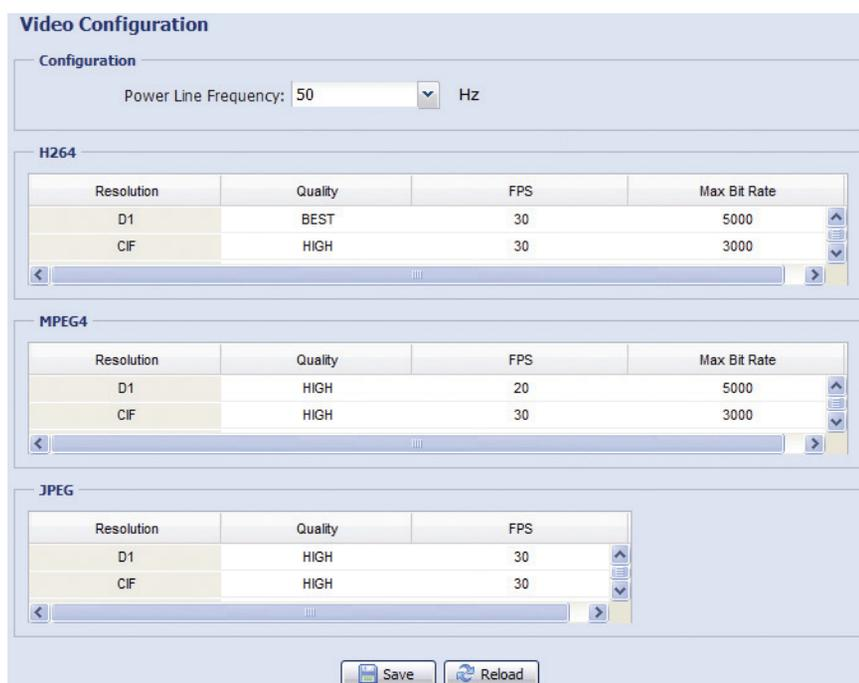 Video Configuration
Configuration
Power Line Frequency: 50 Hz
H264
Resolution Quality FPS Max Bit Rate
D1 BEST 30 5000
CIF HIGH 30 3000
MPEG4
Resolution Quality FPS Max Bit Rate
D1 HIGH 20 5000
CIF HIGH 30 3000
JPEG
Resolution Quality FPS
D1 HIGH 30
CIF HIGH 30
Save Reload